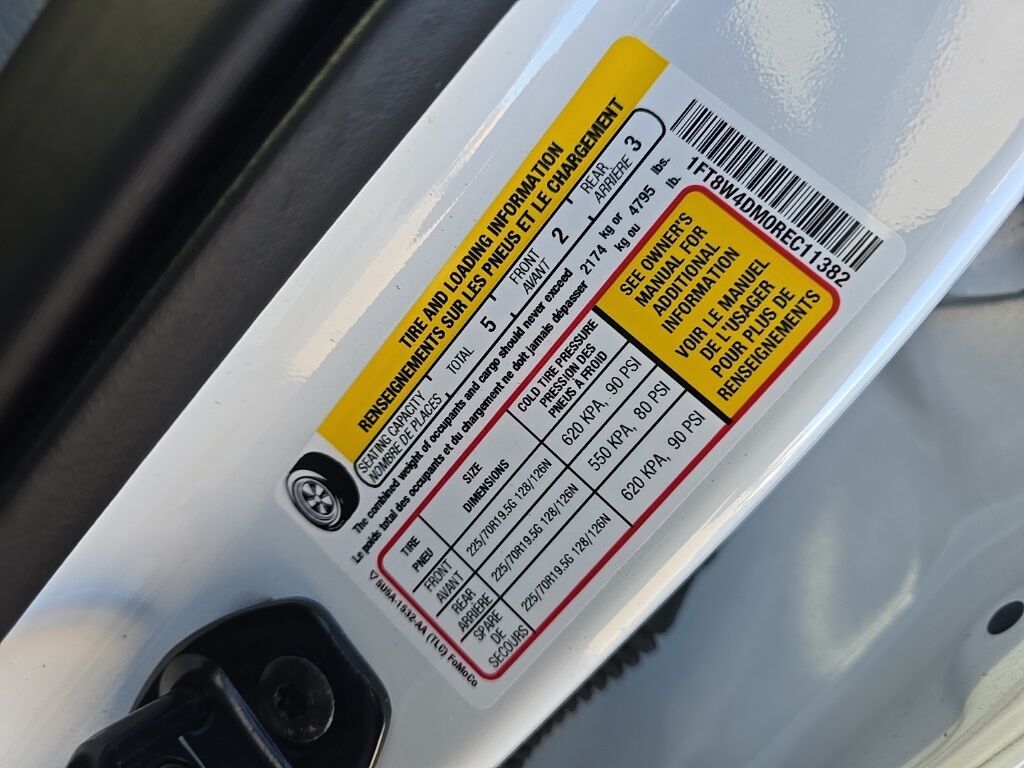 TIRE AND LOADING INFORMATION
RENSEIGNEMENTS SUR LES PNEUS ET LE CHARGEMENT
SEATING CAPACITY
NOMBRE DE PLACES
TOTAL 5
FRONT
AVANT
2
REAR
ARRIÈRE
3
The combined weight of occupants and cargo should never exceed 2174 kg or 4795 lbs.
Le poids total des occupants et du chargement ne doit jamais dépasser kg ou lb.
TIRE
PNEU
SIZE
DIMENSIONS
COLD TIRE PRESSURE
PRESSION DES
PNEUS A FROID
FRONT
AVANT
225/70R19.5G 128/126N
620 KPA, 90 PSI
REAR
ARRIÈRE
225/70R19.5G 128/126N
550 KPA, 80 PSI
SPARE
DE
SECOURS
225/70R19.5G 128/126N
620 KPA, 90 PSI
SEE OWNER'S
MANUAL FOR
ADDITIONAL
INFORMATION
VOIR LE MANUEL
DE L'USAGER
POUR PLUS DE
RENSEIGNEMENTS
1FT8W4DM0REC11382
5U5A-1532-AA (TLC) FoMoCo